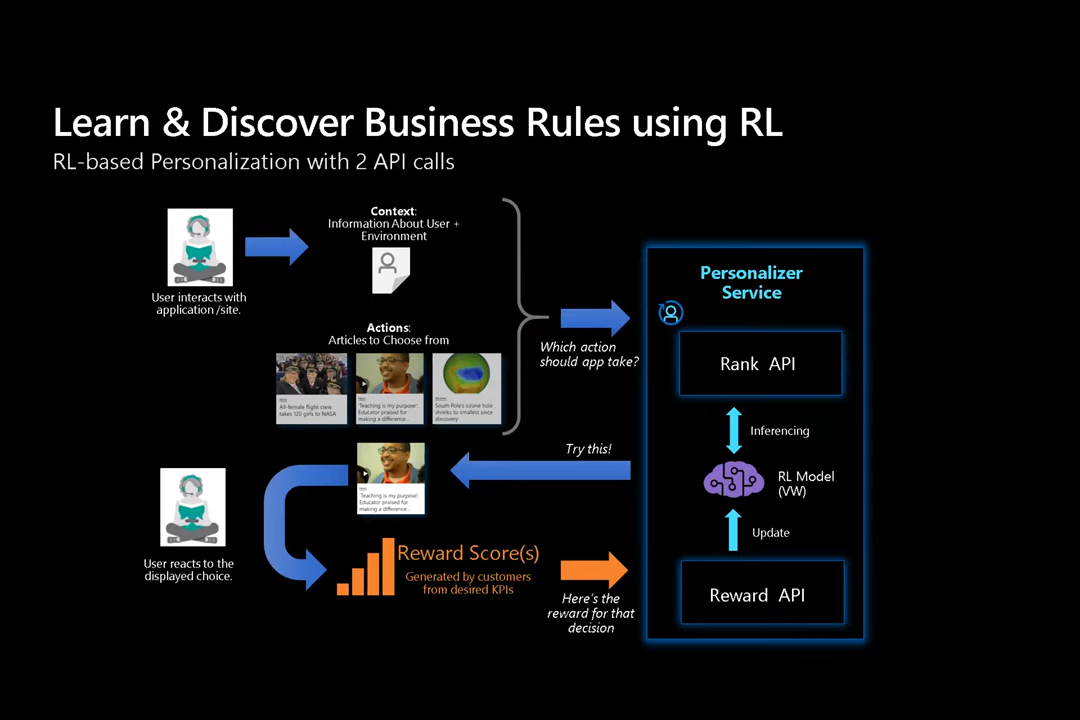 Learn & Discover Business Rules using RL
RL-based Personalization with 2 API calls
User interacts with
application /site.
Context:
Information About User +
Environment
Actions:
Articles to Choose from
News
All-female flight crew
takes 120 girls to NASA
News
'Teaching is my purpose'.
Educator praised for
making a difference...
South Pole's ozone hole
shrinks to smallest since
discovery
Which action
should app take?
Personalizer
Service
Rank API
Inferencing
RL Model
(VW)
Update
Reward API
Try this!
News
'Teaching is my purpose'.
Educator praised for
making a difference...
User reacts to the
displayed choice.
Reward Score(s)
Generated by customers
from desired KPIs
Here's the
reward for that
decision